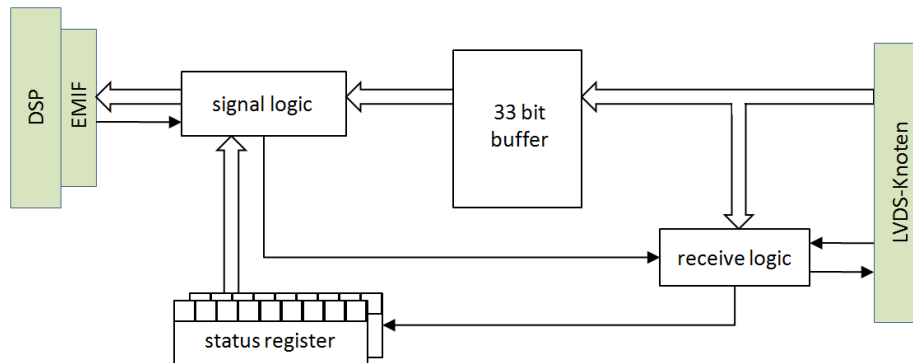 DSP
EMIF
signal logic
33 bit
buffer
LVDS-Knoten
receive logic
status register